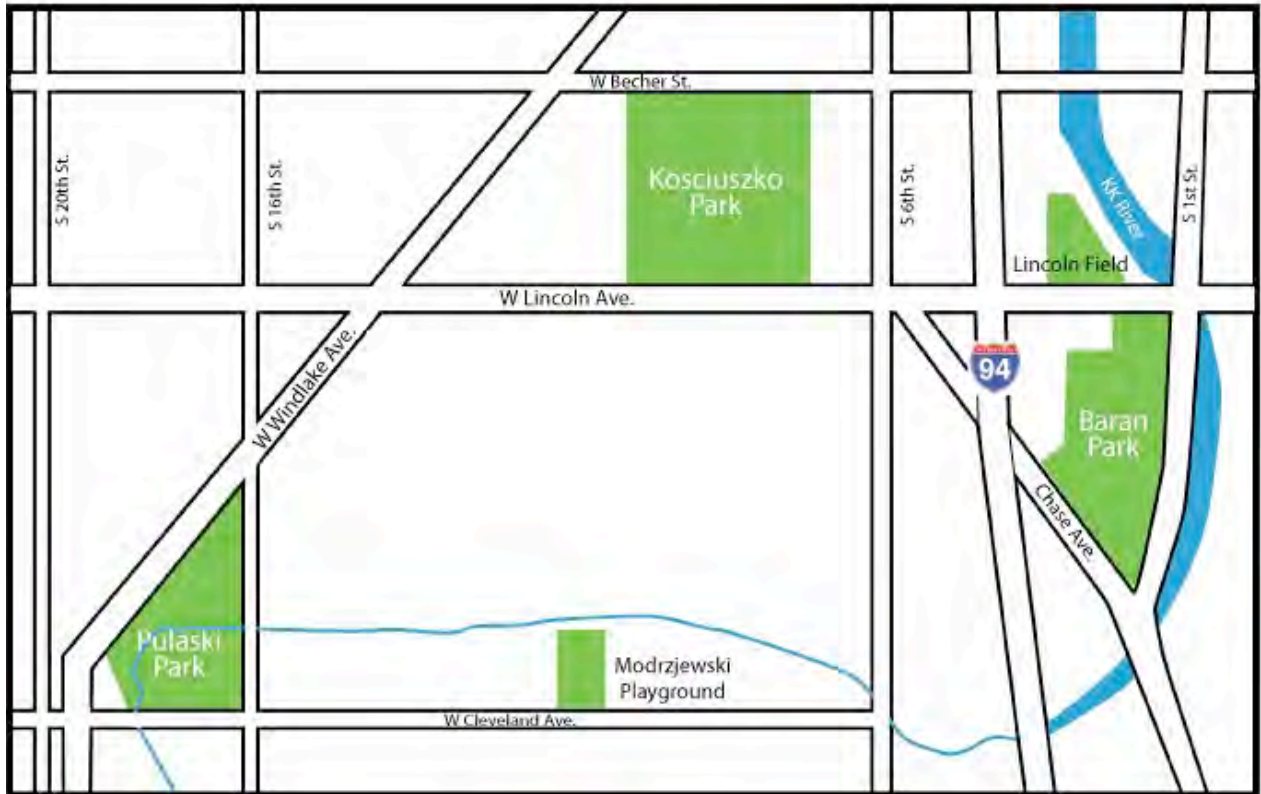 W Becher St.
S 20th St.
S 16th St.
Kosciuszko
Park
S 6th St.
KK River
S 1st St.
Lincoln Field
W Lincoln Ave.
W Windlake Ave.
94
Baran
Park
Chase Ave.
Pulaski
Park
Modrzjewski
Playground
W Cleveland Ave.